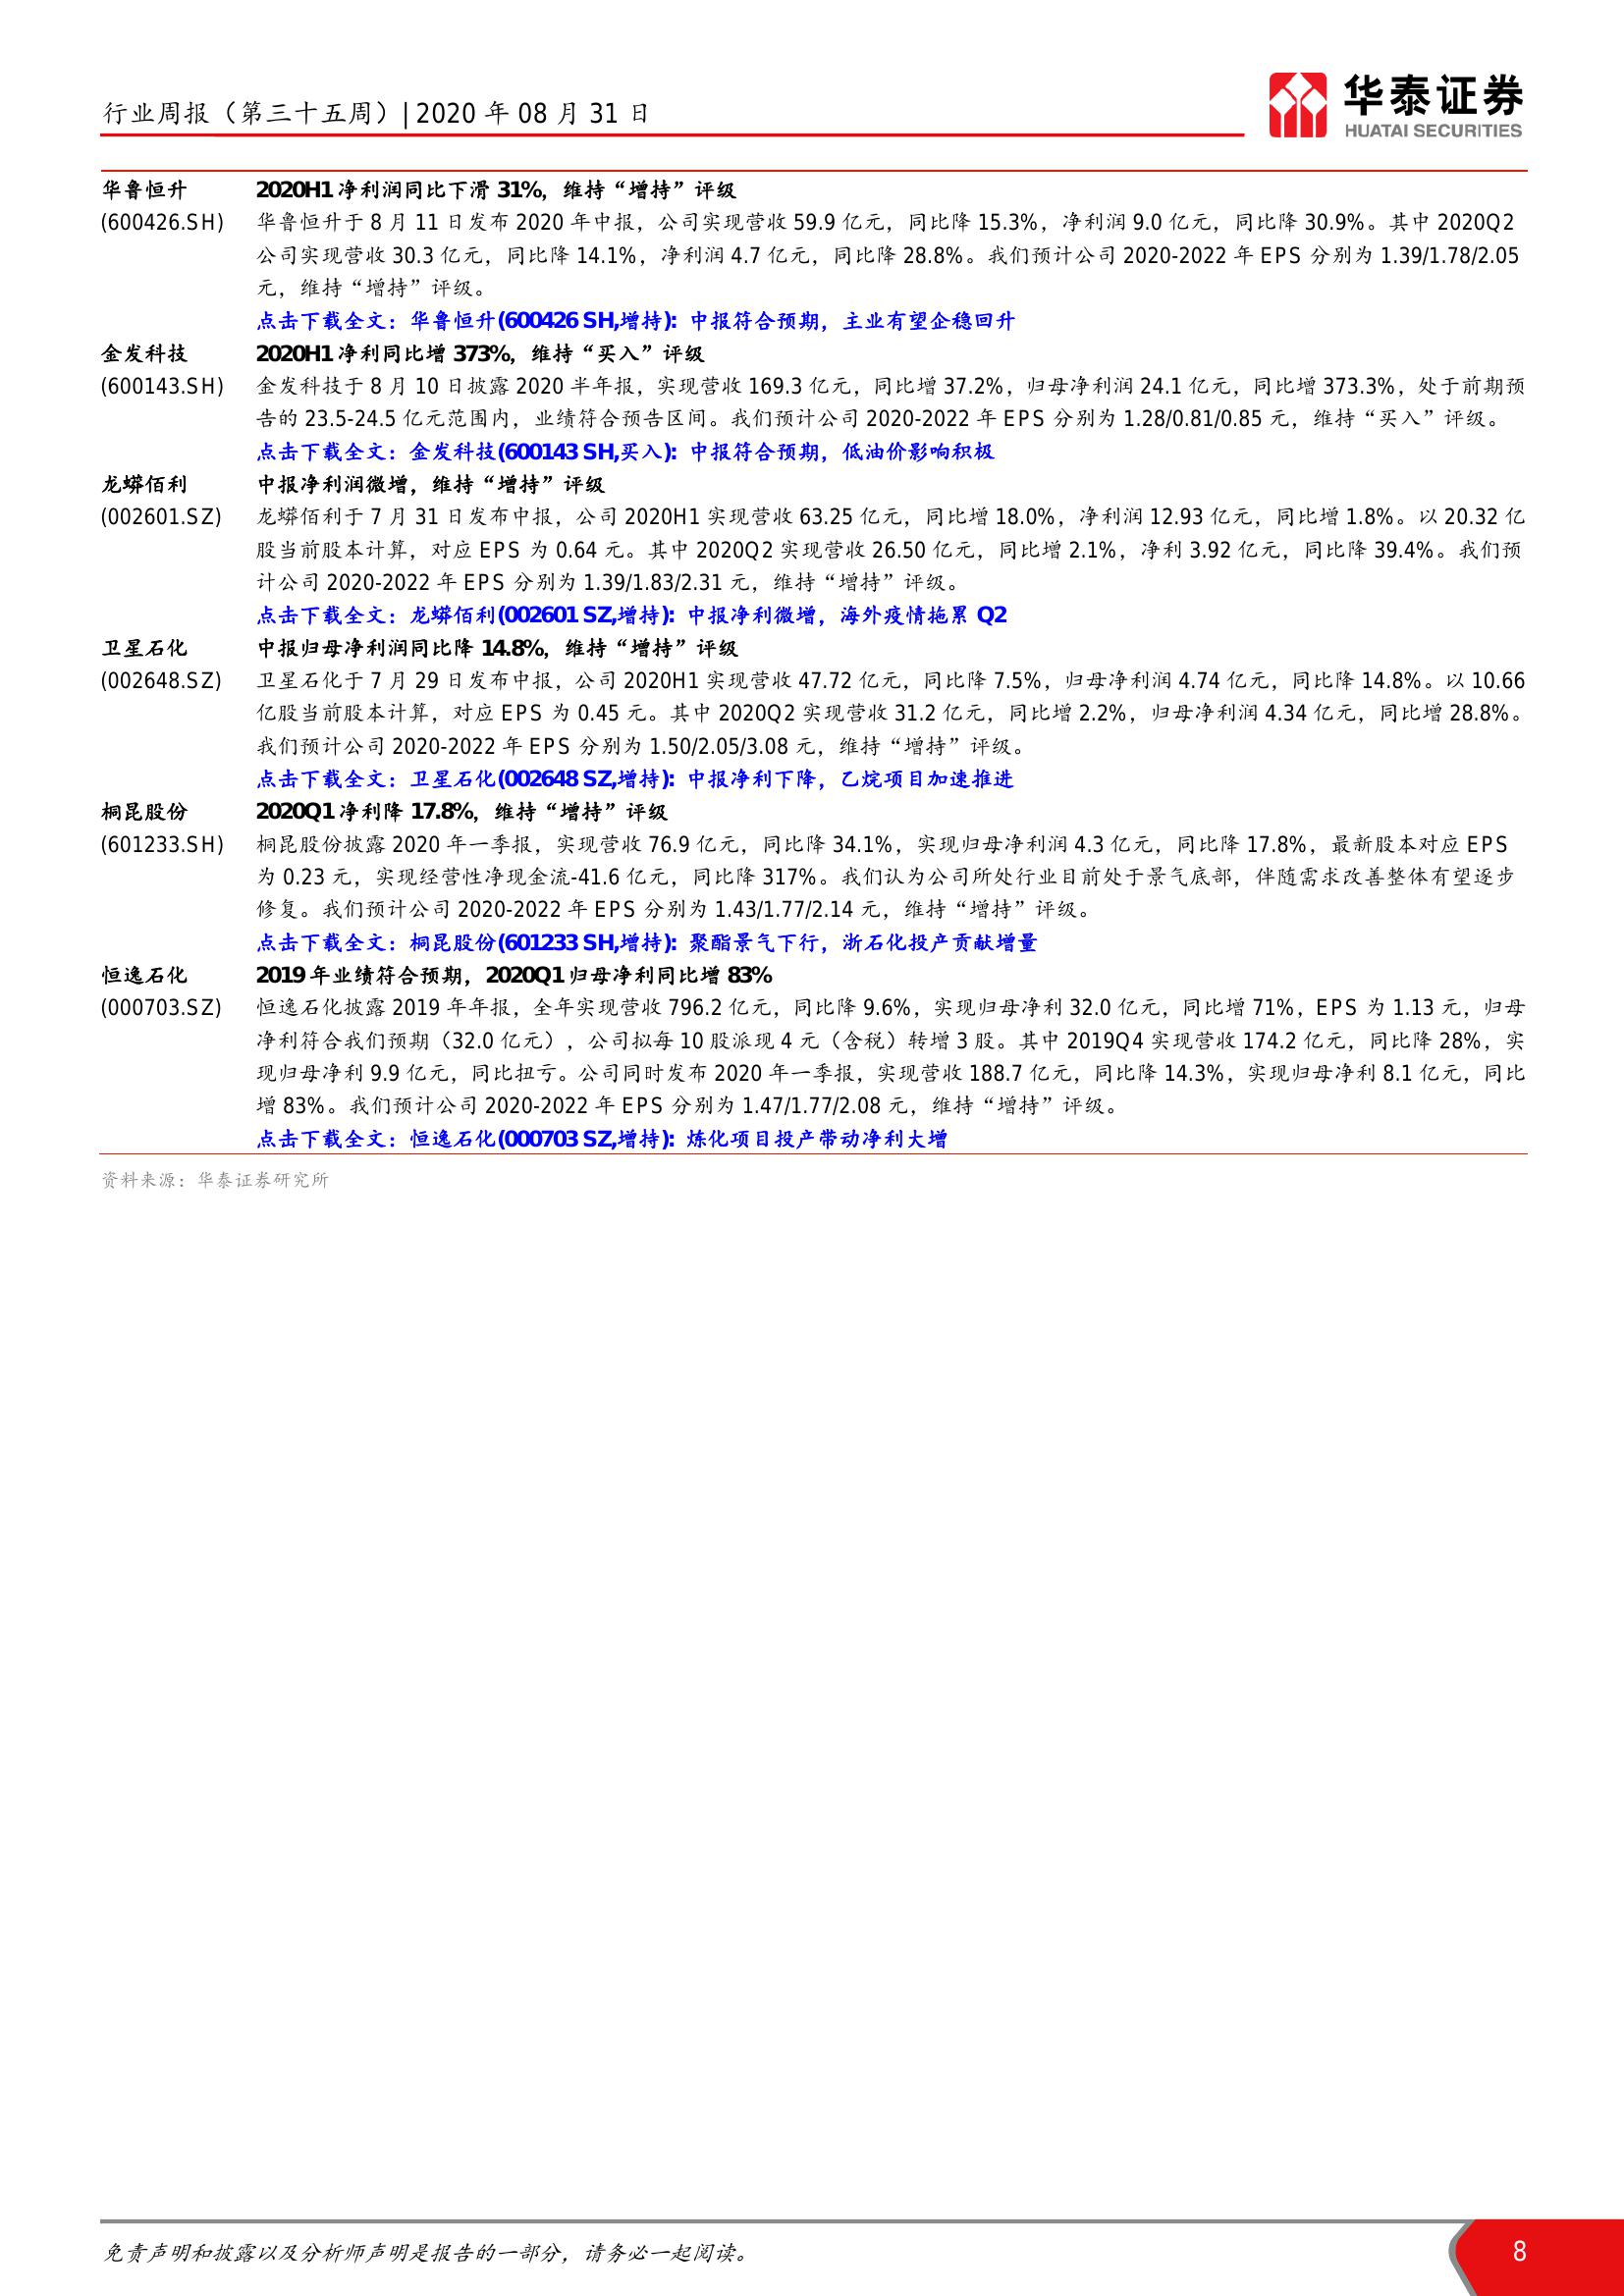 行业周报（第三十五周）| 2020 年 08 月 31 日
华泰证券
HUATAI SECURITIES
华鲁恒升 2020H1 净利润同比下滑 31%，维持“增持”评级
(600426.SH) 华鲁恒升于 8 月 11 日发布 2020 年中报，公司实现营收 59.9 亿元，同比降 15.3%，净利润 9.0 亿元，同比降 30.9%。其中 2020Q2
公司实现营收 30.3 亿元，同比降 14.1%，净利润 4.7 亿元，同比降 28.8%。我们预计公司 2020-2022 年 EPS 分别为 1.39/1.78/2.05
元，维持“增持”评级。
点击下载全文：华鲁恒升(600426 SH,增持): 中报符合预期，主业有望企稳回升
金发科技 2020H1 净利同比增 373%，维持“买入”评级
(600143.SH) 金发科技于 8 月 10 日披露 2020 半年报，实现营收 169.3 亿元，同比增 37.2%，归母净利润 24.1 亿元，同比增 373.3%，处于前期预
告的 23.5-24.5 亿元范围内，业绩符合预告区间。我们预计公司 2020-2022 年 EPS 分别为 1.28/0.81/0.85 元，维持“买入”评级。
点击下载全文：金发科技(600143 SH,买入): 中报符合预期，低油价影响积极
龙蟒佰利 中报净利润微增，维持“增持”评级
(002601.SZ) 龙蟒佰利于 7 月 31 日发布中报，公司 2020H1 实现营收 63.25 亿元，同比增 18.0%，净利润 12.93 亿元，同比增 1.8%。以 20.32 亿
股当前股本计算，对应 EPS 为 0.64 元。其中 2020Q2 实现营收 26.50 亿元，同比增 2.1%，净利 3.92 亿元，同比降 39.4%。我们预
计公司 2020-2022 年 EPS 分别为 1.39/1.83/2.31 元，维持“增持”评级。
点击下载全文：龙蟒佰利(002601 SZ,增持): 中报净利微增，海外疫情拖累 Q2
卫星石化 中报归母净利润同比降 14.8%，维持“增持”评级
(002648.SZ) 卫星石化于 7 月 29 日发布中报，公司 2020H1 实现营收 47.72 亿元，同比降 7.5%，归母净利润 4.74 亿元，同比降 14.8%。以 10.66
亿股当前股本计算，对应 EPS 为 0.45 元。其中 2020Q2 实现营收 31.2 亿元，同比增 2.2%，归母净利润 4.34 亿元，同比增 28.8%。
我们预计公司 2020-2022 年 EPS 分别为 1.50/2.05/3.08 元，维持“增持”评级。
点击下载全文：卫星石化(002648 SZ,增持): 中报净利下降，乙烷项目加速推进
桐昆股份 2020Q1 净利降 17.8%，维持“增持”评级
(601233.SH) 桐昆股份披露 2020 年一季报，实现营收 76.9 亿元，同比降 34.1%，实现归母净利润 4.3 亿元，同比降 17.8%，最新股本对应 EPS
为 0.23 元，实现经营性净现金流-41.6 亿元，同比降 317%。我们认为公司所处行业目前处于景气底部，伴随需求改善整体有望逐步
修复。我们预计公司 2020-2022 年 EPS 分别为 1.43/1.77/2.14 元，维持“增持”评级。
点击下载全文：桐昆股份(601233 SH,增持): 聚酯景气下行，浙石化投产贡献增量
恒逸石化 2019 年业绩符合预期，2020Q1 归母净利同比增 83%
(000703.SZ) 恒逸石化披露 2019 年年报，全年实现营收 796.2 亿元，同比降 9.6%，实现归母净利 32.0 亿元，同比增 71%，EPS 为 1.13 元，归母
净利符合我们预期（32.0 亿元），公司拟每 10 股派现 4 元（含税）转增 3 股。其中 2019Q4 实现营收 174.2 亿元，同比降 28%，实
现归母净利 9.9 亿元，同比扭亏。公司同时发布 2020 年一季报，实现营收 188.7 亿元，同比降 14.3%，实现归母净利 8.1 亿元，同比
增 83%。我们预计公司 2020-2022 年 EPS 分别为 1.47/1.77/2.08 元，维持“增持”评级。
点击下载全文：恒逸石化(000703 SZ,增持): 炼化项目投产带动净利大增
资料来源：华泰证券研究所
免责声明和披露以及分析师声明是报告的一部分，请务必一起阅读。 8